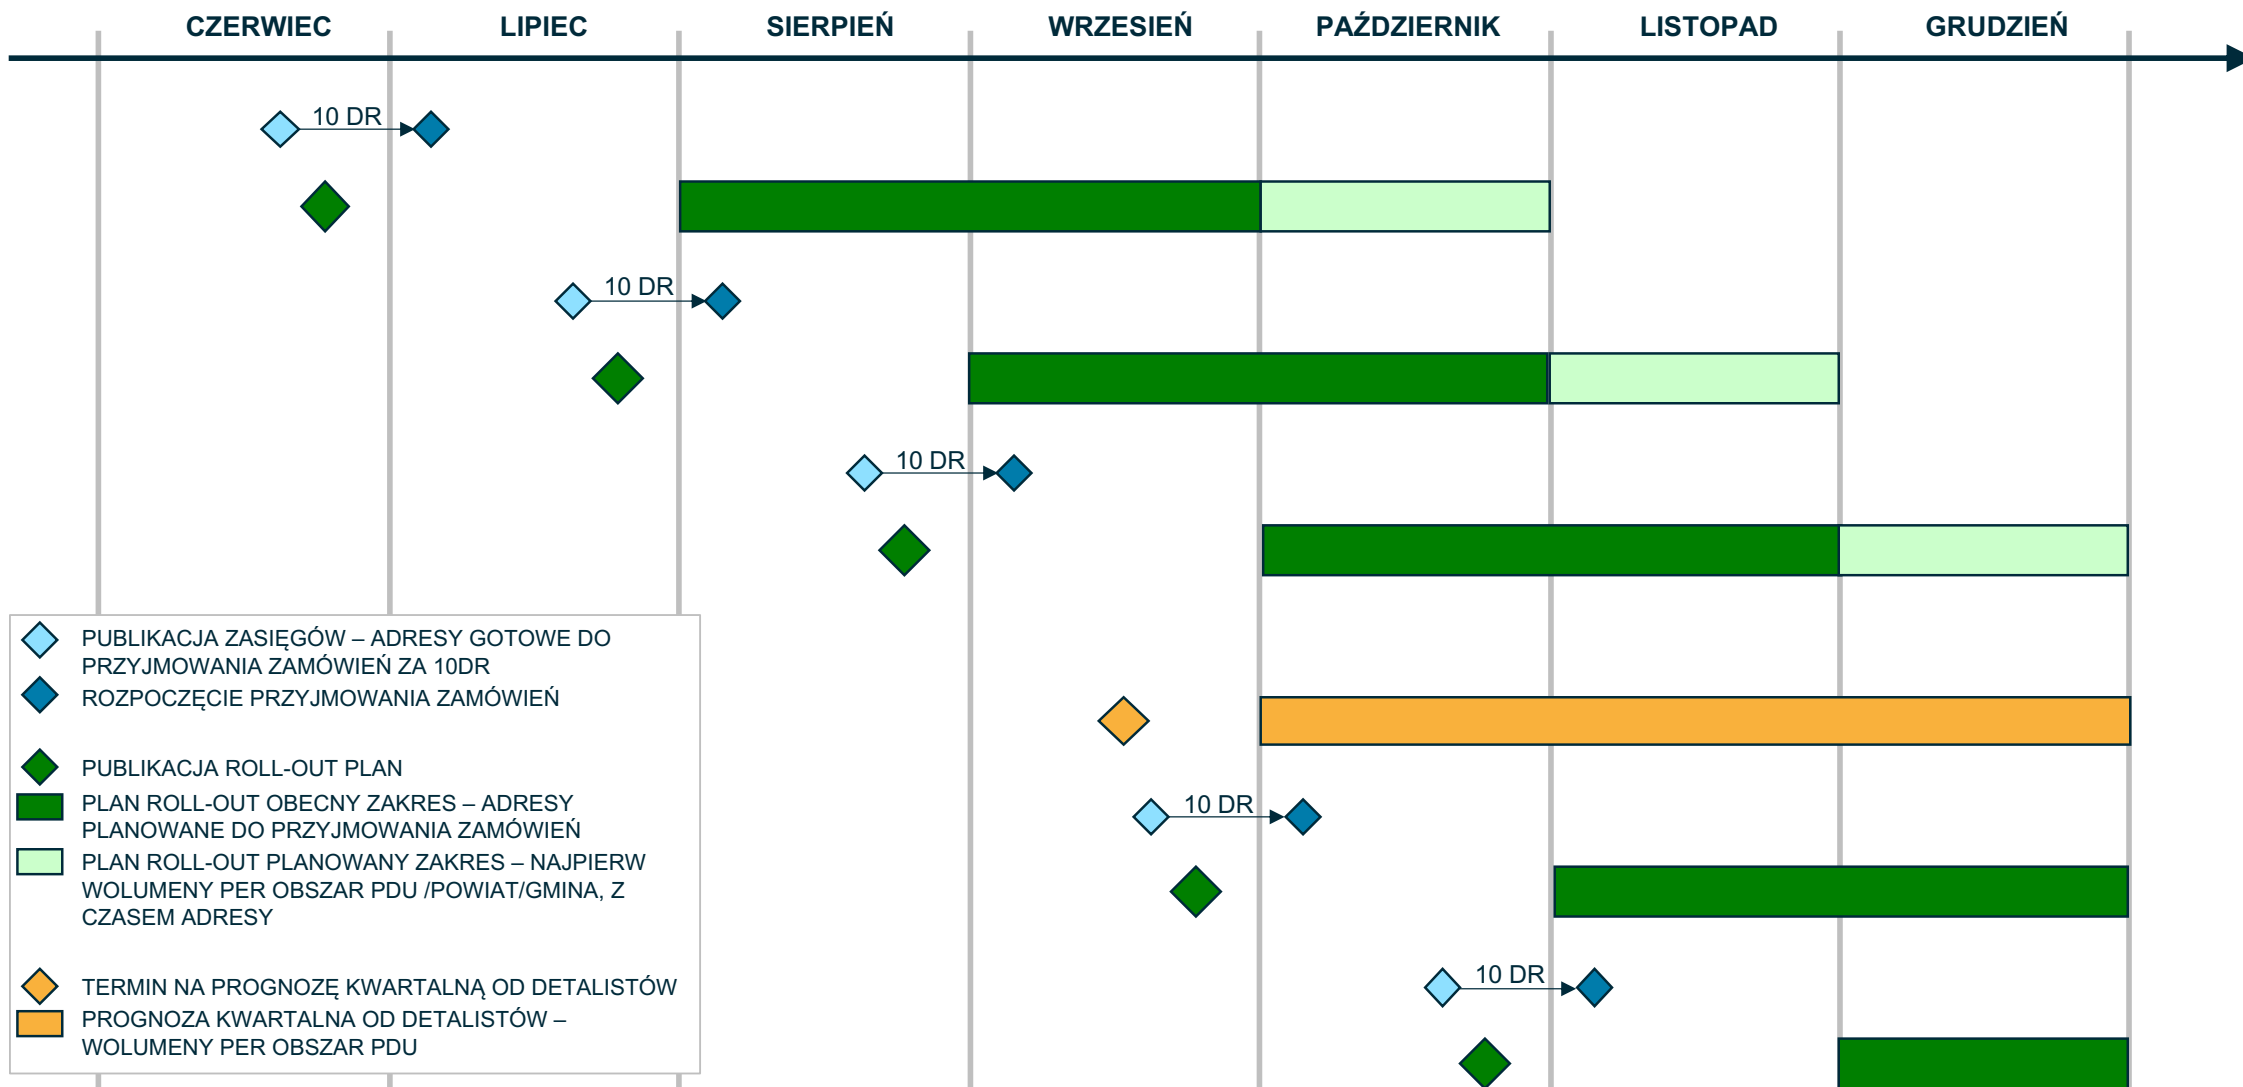 CZERWIEC LIPIEC SIERPIEŃ WRZESIEŃ PAŹDZIERNIK LISTOPAD GRUDZIEŃ
10 DR
10 DR
10 DR
10 DR
10 DR
PUBLIKACJA ZASIĘGÓW – ADRESY GOTOWE DO
PRZYJMOWANIA ZAMÓWIEŃ ZA 10DR
ROZPOCZĘCIE PRZYJMOWANIA ZAMÓWIEŃ
PUBLIKACJA ROLL-OUT PLAN
PLAN ROLL-OUT OBECNY ZAKRES – ADRESY
PLANOWANE DO PRZYJMOWANIA ZAMÓWIEŃ
PLAN ROLL-OUT PLANOWANY ZAKRES – NAJPIERW
WOLUMENY PER OBSZAR PDU /POWIAT/GMINA, Z
CZASEM ADRESY
TERMIN NA PROGNOZĘ KWARTALNĄ OD DETALISTÓW
PROGNOZA KWARTALNA OD DETALISTÓW –
WOLUMENY PER OBSZAR PDU